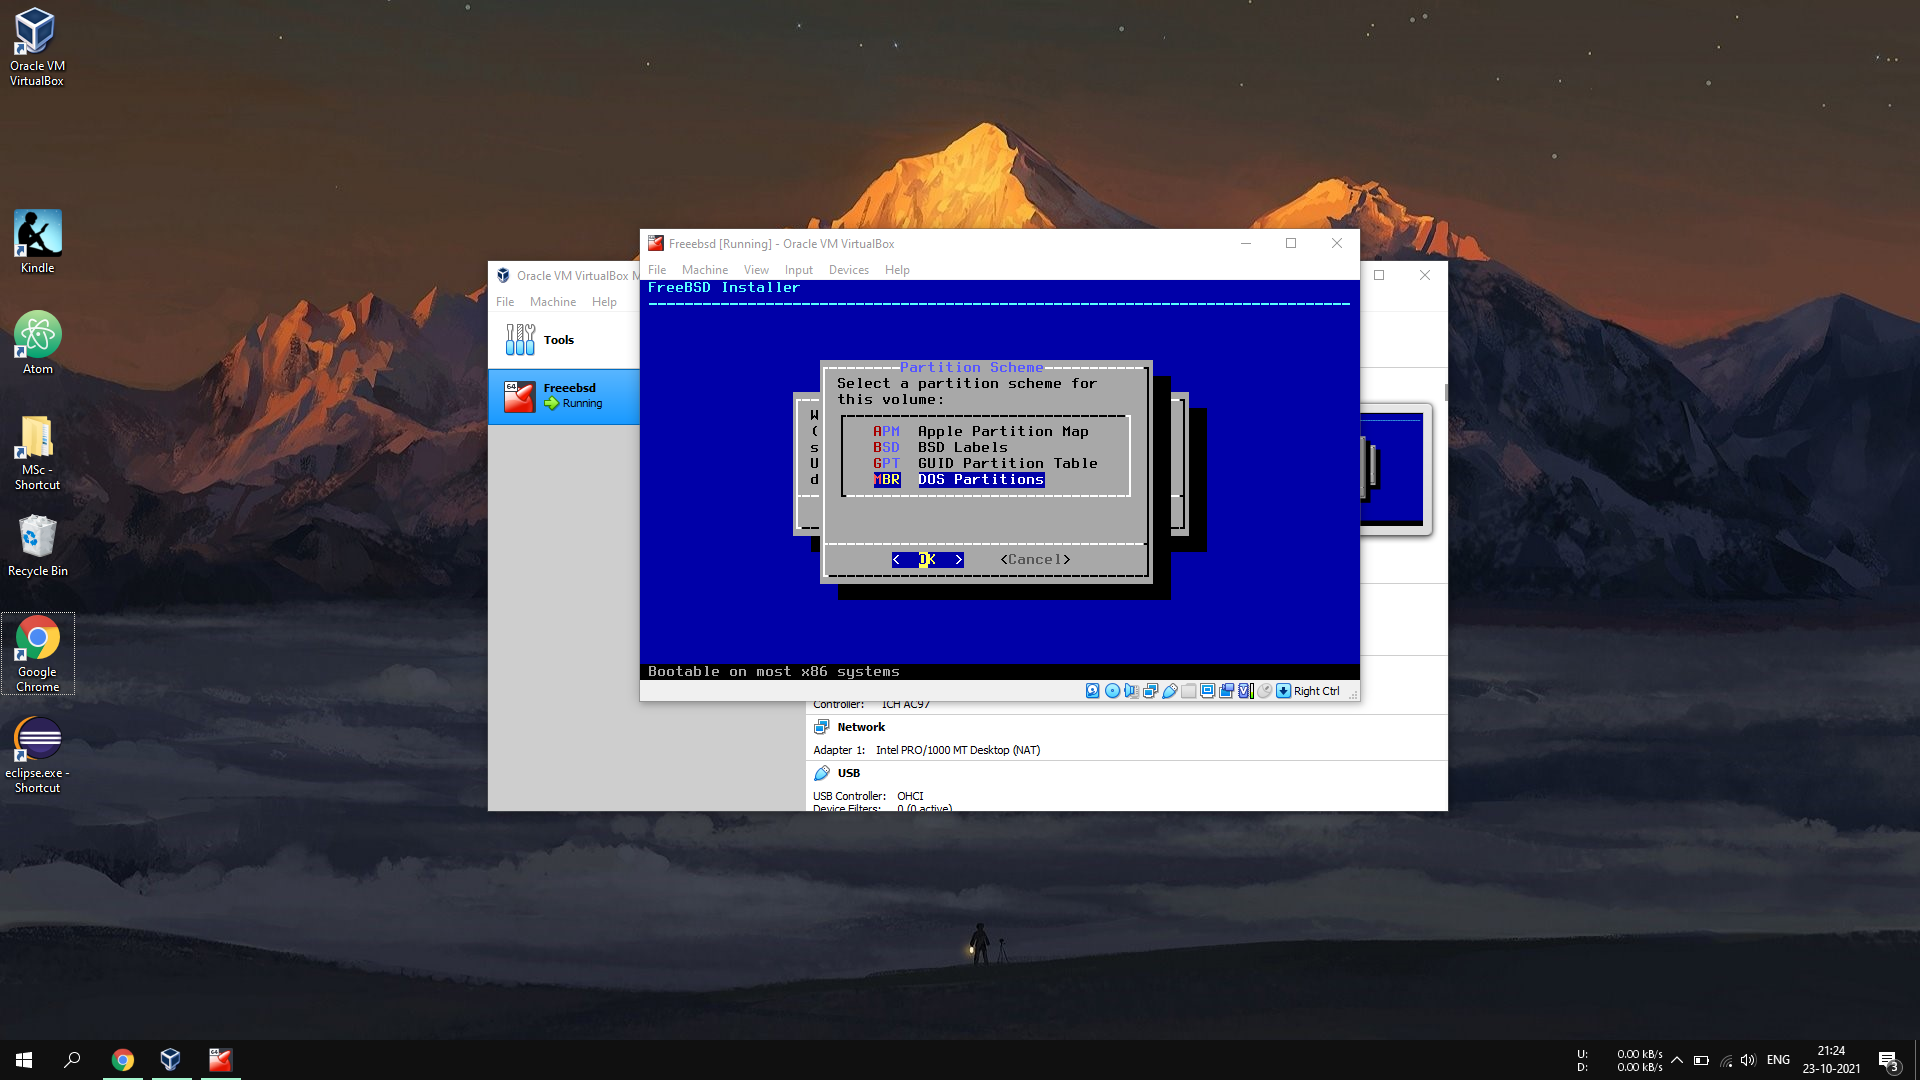 Oracle VM
VirtualBox
Kindle
Atom
MSc -
Shortcut
Recycle Bin
Google
Chrome
eclipse.exe -
Shortcut
Oracle VM VirtualBox M
File Machine Help
Tools
64
Freeebsd
Running
Freeebsd [Running] - Oracle VM VirtualBox
File Machine View Input Devices Help
FreeBSD Installer
Partition Scheme
Select a partition scheme for
this volume:
APM Apple Partition Map
BSD BSD Labels
GPT GUID Partition Table
MBR DOS Partitions
< OK > <Cancel>
W
(
s
U
d
Bootable on most x86 systems
Right Ctrl
Controller: ICH AC97
Network
Adapter 1: Intel PRO/1000 MT Desktop (NAT)
USB
USB Controller: OHCI
Device Filters: 0 (0 active)
U: 0.00 kB/s
D: 0.00 kB/s
ENG
21:24
23-10-2021
3